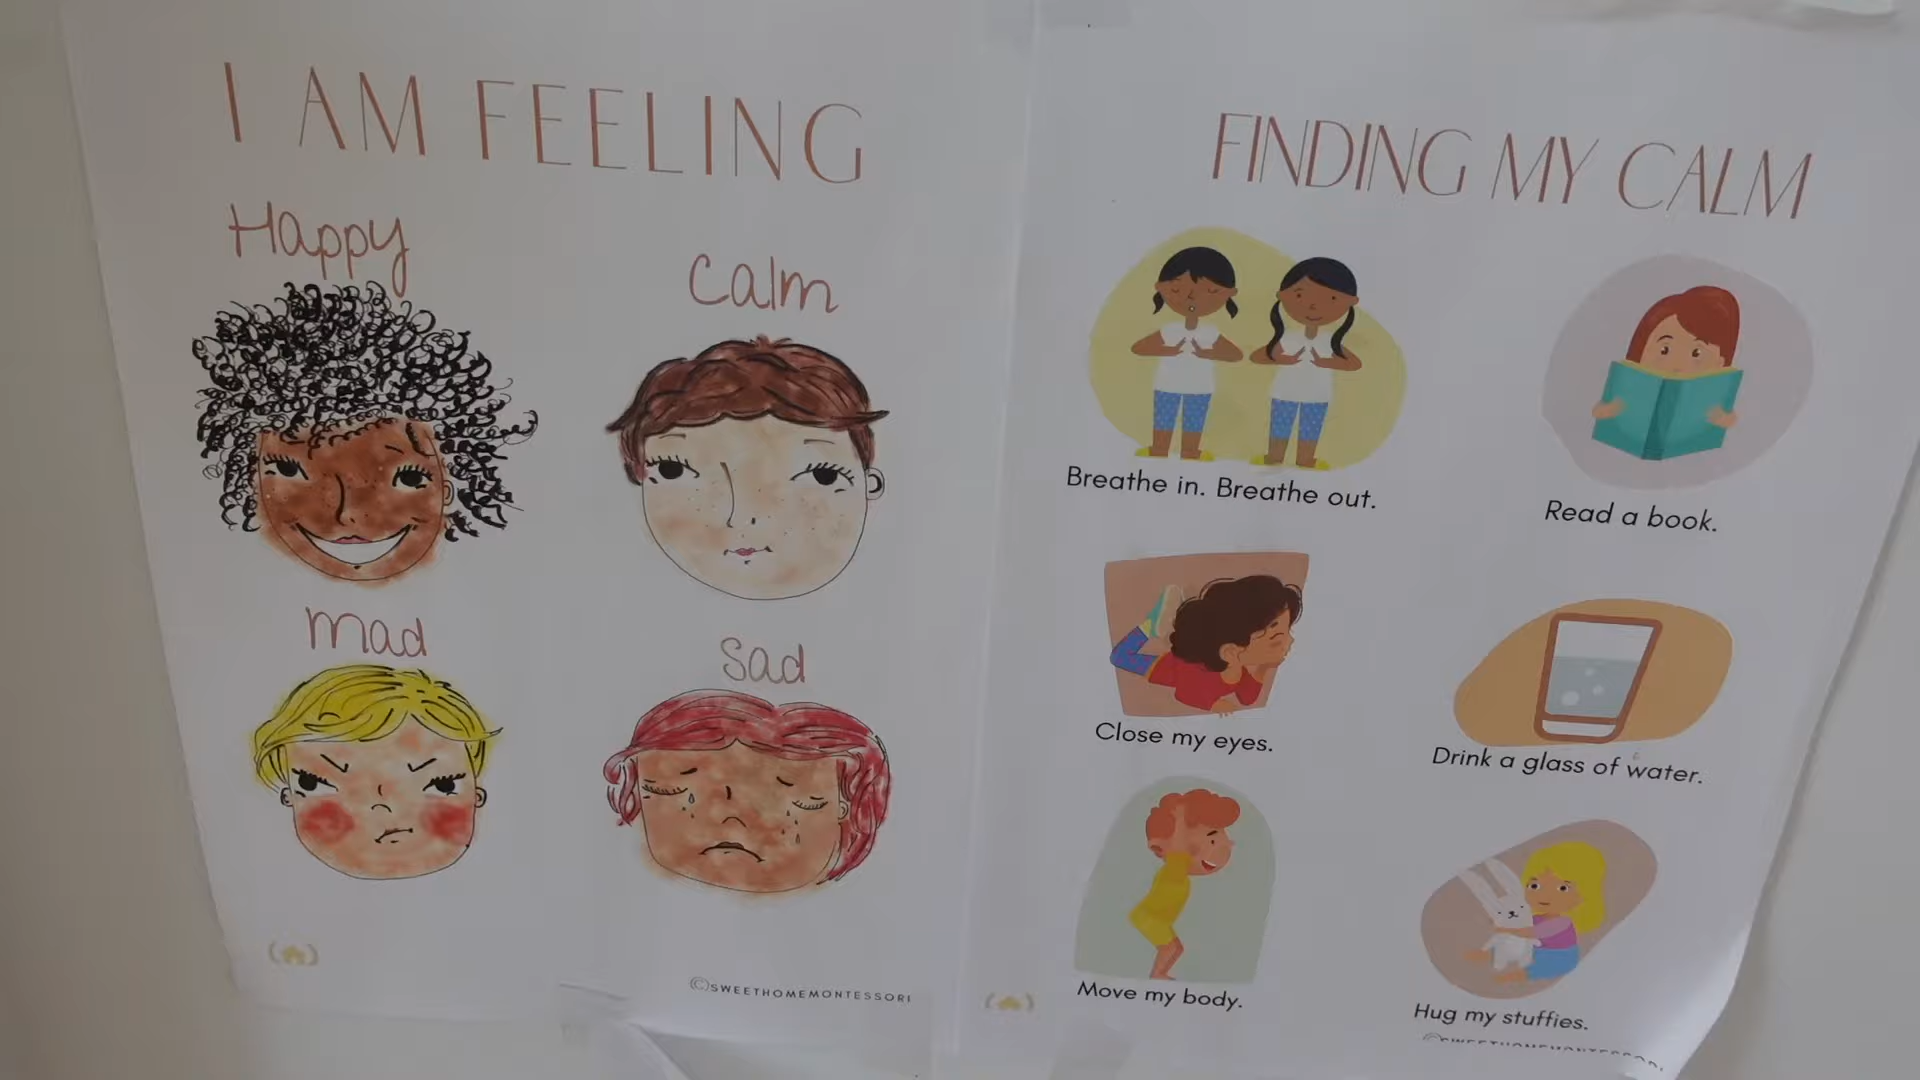 I AM FEELING
Happy
Calm
mad
Sad
©SWEETHOMEMONTESSORI
FINDING MY CALM
Breathe in. Breathe out.
Read a book.
Close my eyes.
Drink a glass of water.
Move my body.
Hug my stuffies.
©SWEETHOMEMONTESSORI